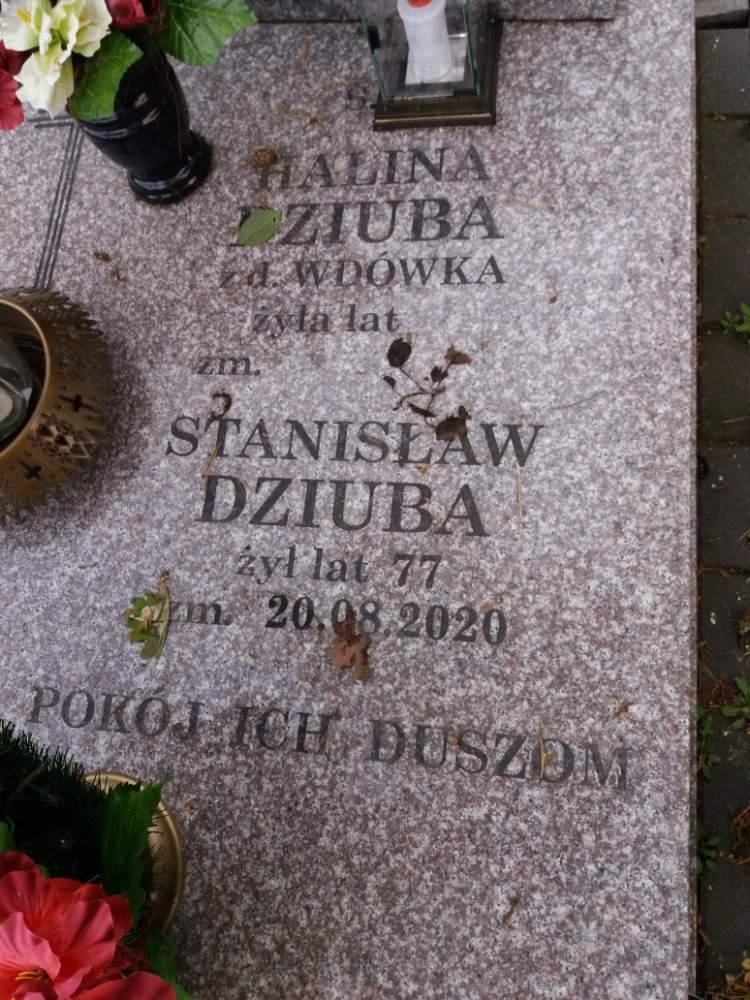 HALINA
DZIUBA
z d. WDÓWKA
żyła lat
zm.
STANISŁAW
DZIUBA
żył lat 77
zm. 20.08.2020
POKÓJ ICH DUSZOM